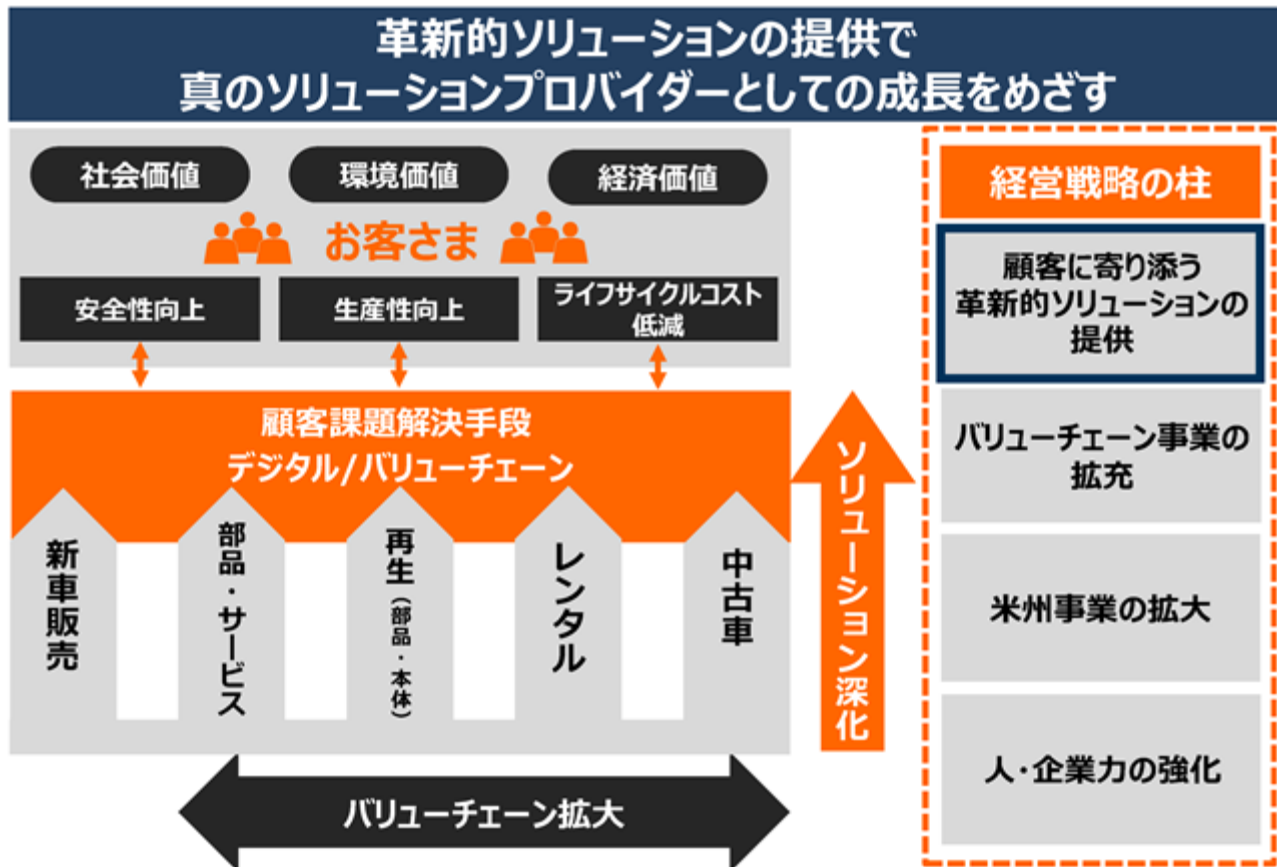 革新的ソリューションの提供で
真のソリューションプロバイダーとしての成長をめざす
社会価値
環境価値
経済価値
お客さま
安全性向上
生産性向上
ライフサイクルコスト
低減
顧客課題解決手段
デジタル/バリューチェーン
新車販売
部品・サービス
再生(部品・本体)
レンタル
中古車
バリューチェーン拡大
ソリューション深化
経営戦略の柱
顧客に寄り添う
革新的ソリューションの
提供
バリューチェーン事業の
拡充
米州事業の拡大
人・企業力の強化